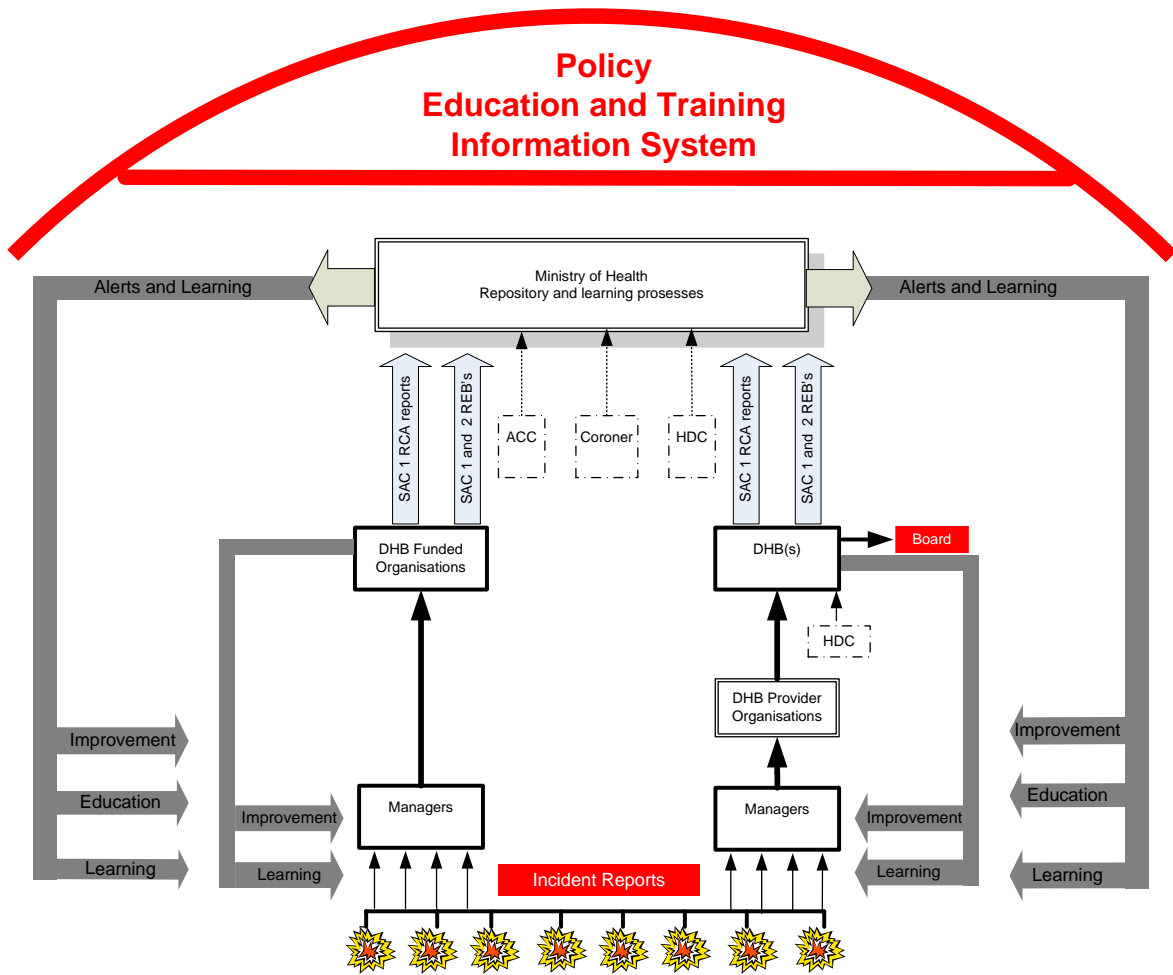 Policy
Education and Training
Information System
Ministry of Health
Repository and learning prosesses
Alerts and Learning
Alerts and Learning
SAC 1 RCA reports
SAC 1 and 2 REB's
ACC
Coroner
HDC
SAC 1 RCA reports
SAC 1 and 2 REB's
DHB Funded
Organisations
DHB(s)
Board
HDC
DHB Provider
Organisations
Improvement
Improvement
Education
Education
Managers
Managers
Improvement
Improvement
Learning
Learning
Learning
Learning
Incident Reports